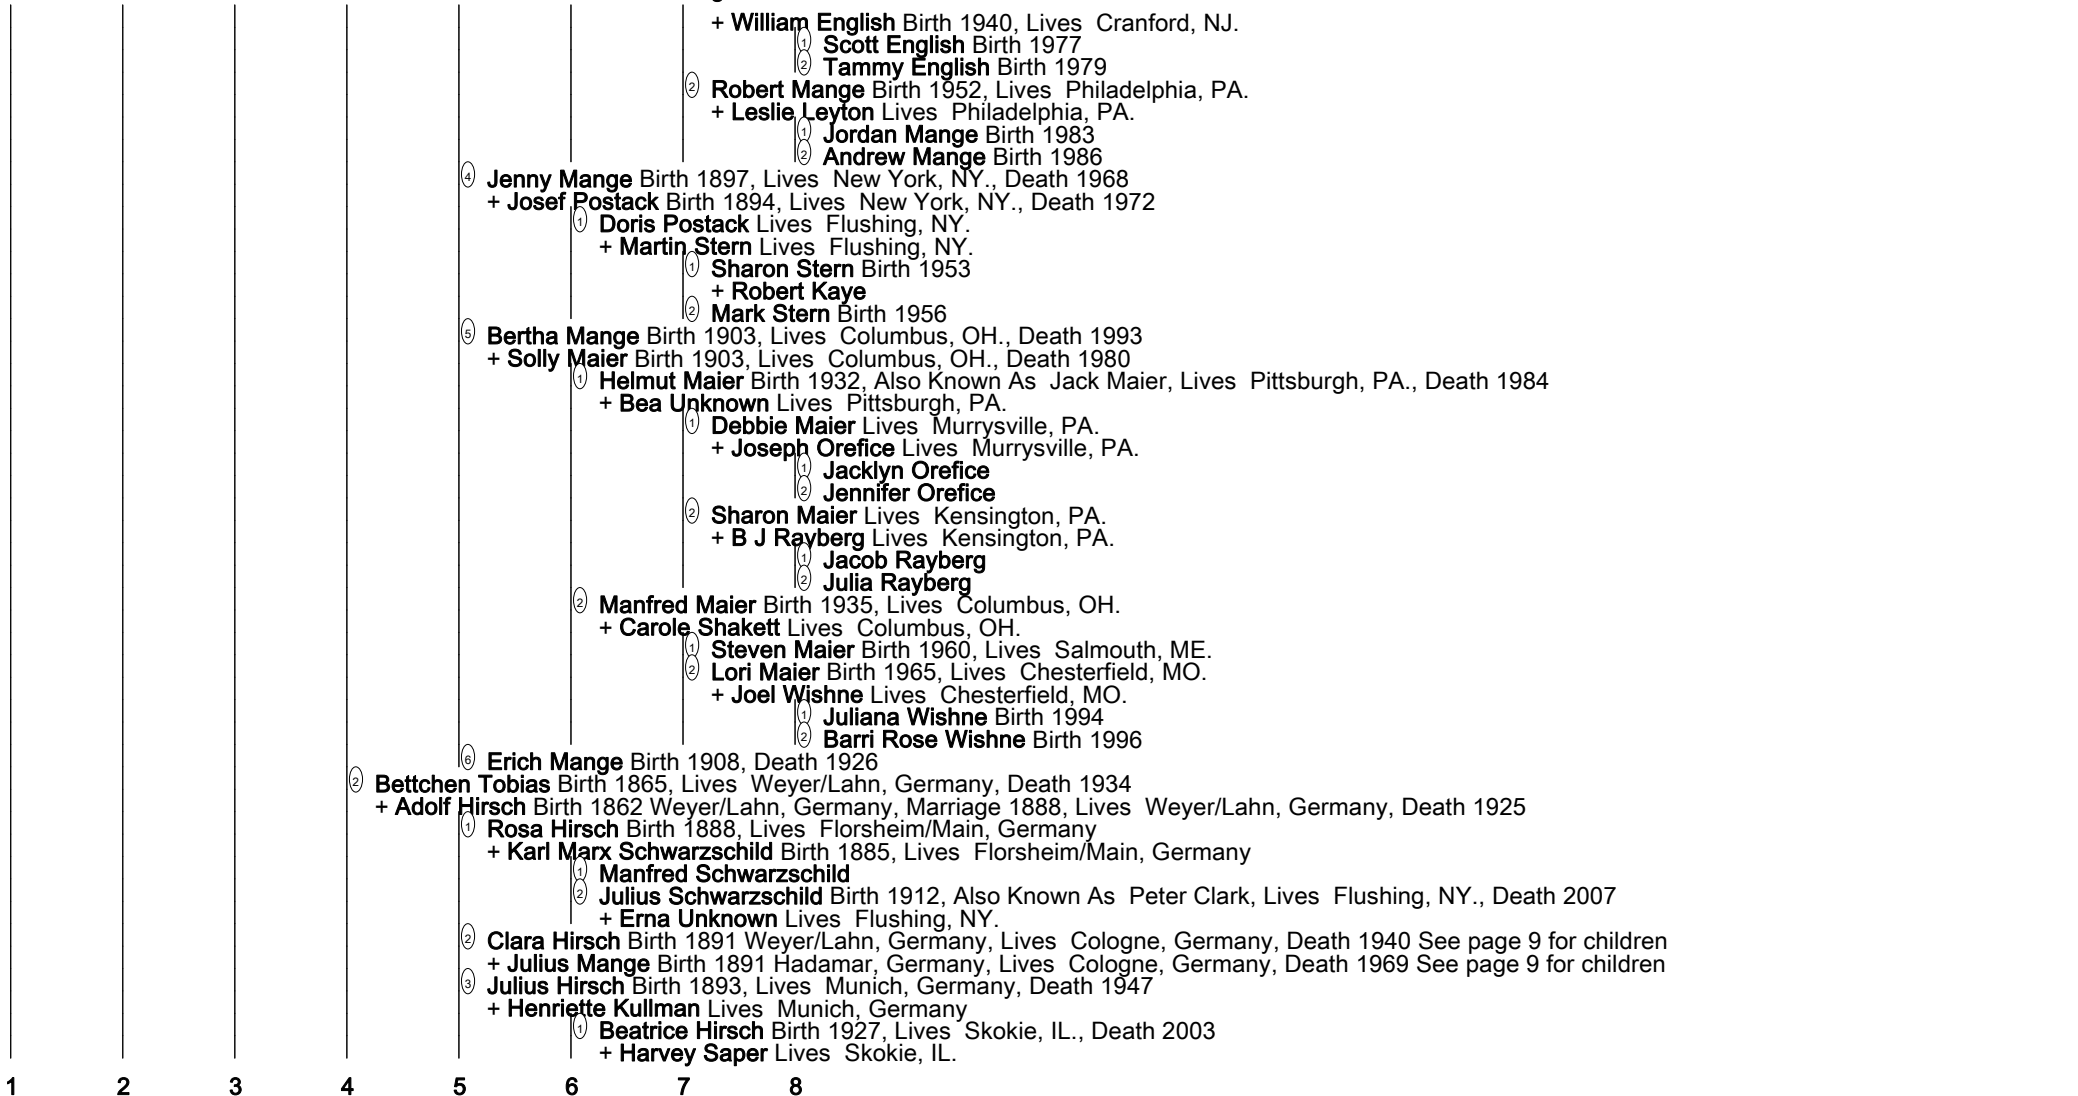 + William English Birth 1940, Lives  Cranford, NJ.
1 Scott English Birth 1977
2 Tammy English Birth 1979
2 Robert Mange Birth 1952, Lives  Philadelphia, PA.
+ Leslie Leyton Lives  Philadelphia, PA.
1 Jordan Mange Birth 1983
2 Andrew Mange Birth 1986
4 Jenny Mange Birth 1897, Lives  New York, NY., Death 1968
+ Josef Postack Birth 1894, Lives  New York, NY., Death 1972
1 Doris Postack Lives  Flushing, NY.
+ Martin Stern Lives  Flushing, NY.
1 Sharon Stern Birth 1953
+ Robert Kaye
2 Mark Stern Birth 1956
5 Bertha Mange Birth 1903, Lives  Columbus, OH., Death 1993
+ Solly Maier Birth 1903, Lives  Columbus, OH., Death 1980
1 Helmut Maier Birth 1932, Also Known As  Jack Maier, Lives  Pittsburgh, PA., Death 1984
+ Bea Unknown Lives  Pittsburgh, PA.
1 Debbie Maier Lives  Murrysville, PA.
+ Joseph Orefice Lives  Murrysville, PA.
1 Jacklyn Orefice
2 Jennifer Orefice
2 Sharon Maier Lives  Kensington, PA.
+ B J Rayberg Lives  Kensington, PA.
1 Jacob Rayberg
2 Julia Rayberg
2 Manfred Maier Birth 1935, Lives  Columbus, OH.
+ Carole Shakett Lives  Columbus, OH.
1 Steven Maier Birth 1960, Lives  Salmouth, ME.
2 Lori Maier Birth 1965, Lives  Chesterfield, MO.
+ Joel Wishne Lives  Chesterfield, MO.
1 Juliana Wishne Birth 1994
2 Barri Rose Wishne Birth 1996
6 Erich Mange Birth 1908, Death 1926
2 Bettchen Tobias Birth 1865, Lives  Weyer/Lahn, Germany, Death 1934
+ Adolf Hirsch Birth 1862 Weyer/Lahn, Germany, Marriage 1888, Lives  Weyer/Lahn, Germany, Death 1925
1 Rosa Hirsch Birth 1888, Lives  Florsheim/Main, Germany
+ Karl Marx Schwarzschild Birth 1885, Lives  Florsheim/Main, Germany
1 Manfred Schwarzschild
2 Julius Schwarzschild Birth 1912, Also Known As  Peter Clark, Lives  Flushing, NY., Death 2007
+ Erna Unknown Lives  Flushing, NY.
2 Clara Hirsch Birth 1891 Weyer/Lahn, Germany, Lives  Cologne, Germany, Death 1940 See page 9 for children
+ Julius Mange Birth 1891 Hadamar, Germany, Lives  Cologne, Germany, Death 1969 See page 9 for children
3 Julius Hirsch Birth 1893, Lives  Munich, Germany, Death 1947
+ Henriette Kullman Lives  Munich, Germany
1 Beatrice Hirsch Birth 1927, Lives  Skokie, IL., Death 2003
+ Harvey Saper Lives  Skokie, IL.
1 2 3 4 5 6 7 8